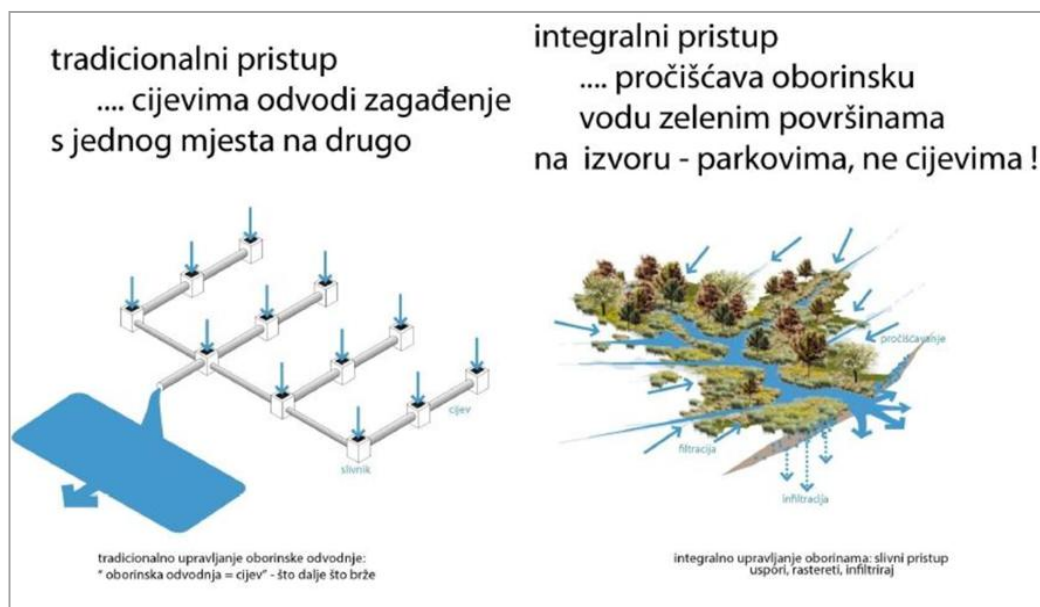 tradicionalni pristup
.... cijevima odvodi zagađenje
s jednog mjesta na drugo
cijev
slivnik
tradicionalno upravljanje oborinske odvodnje:
" oborinska odvodnja = cijev" - što dalje što brže
integralni pristup
.... pročišćava oborinsku
vodu zelenim površinama
na izvoru - parkovima, ne cijevima !
pročišćavanje
filtracija
infiltracija
integralno upravljanje oborinama: slivni pristup
uspori, rastereti, infiltriraj